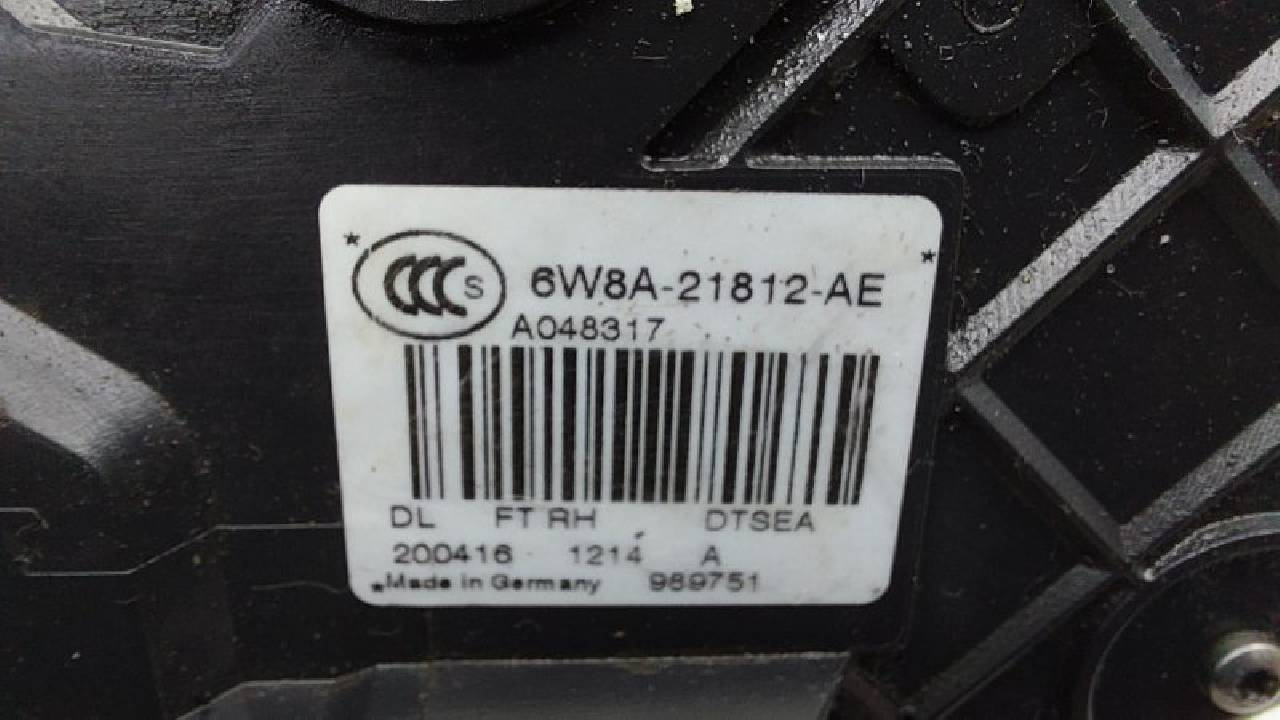 CCC S 6W8A-21812-AE
A048317
DL FT RH DTSEA
200416 1214 A
Made in Germany 989751